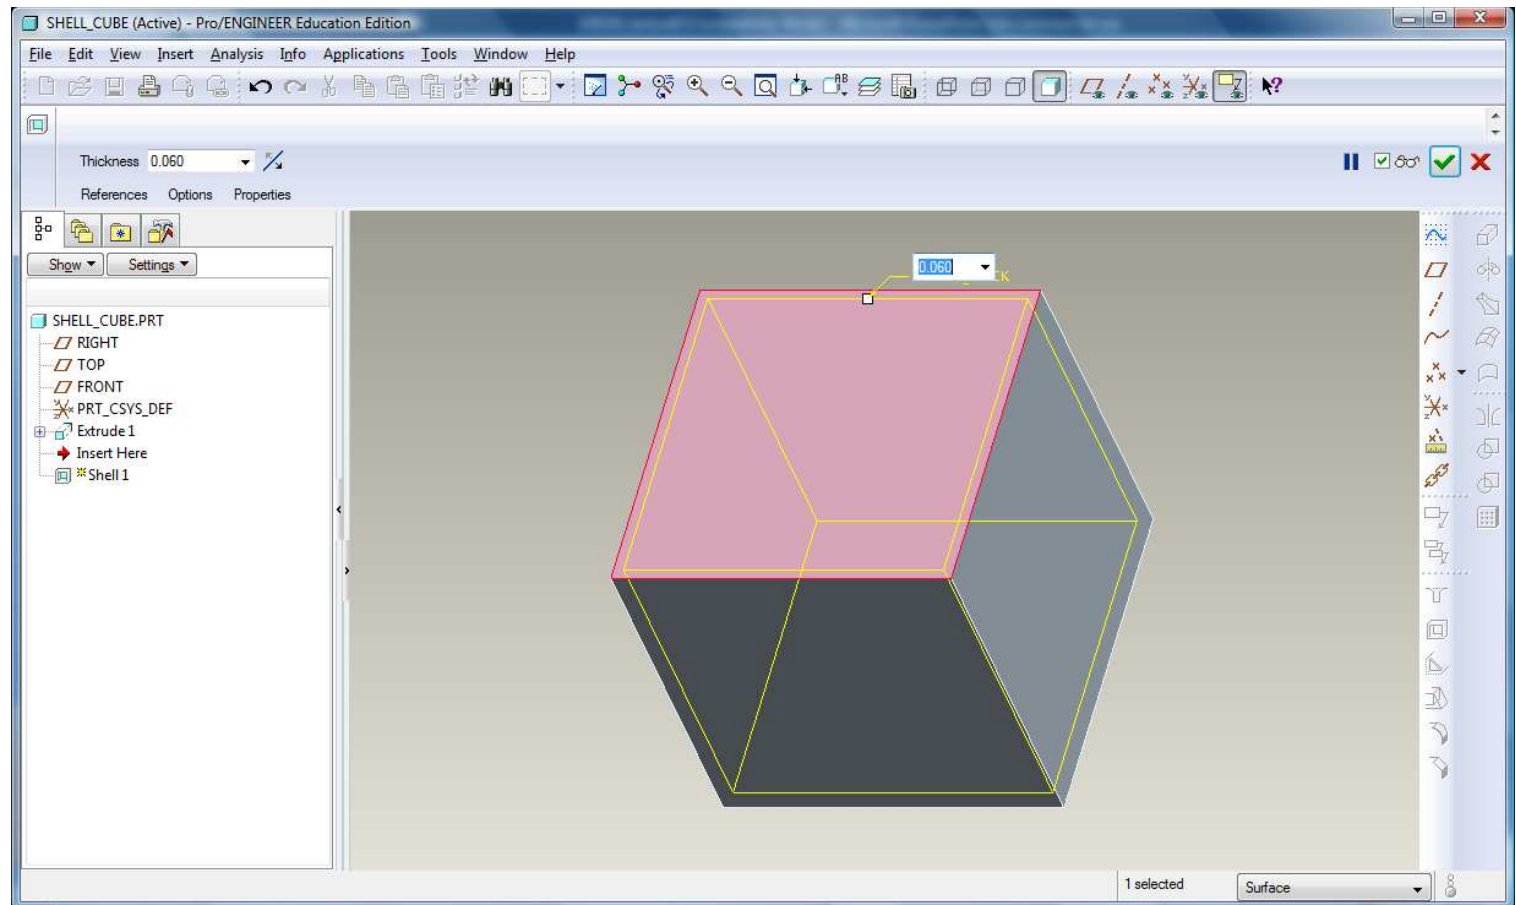 SHELL_CUBE (Active) - Pro/ENGINEER Education Edition
File Edit View Insert Analysis Info Applications Tools Window Help
Thickness 0.060
References Options Properties
Show Settings
SHELL_CUBE.PRT
RIGHT
TOP
FRONT
PRT_CSYS_DEF
Extrude 1
Insert Here
Shell 1
0.060
CK
1 selected Surface